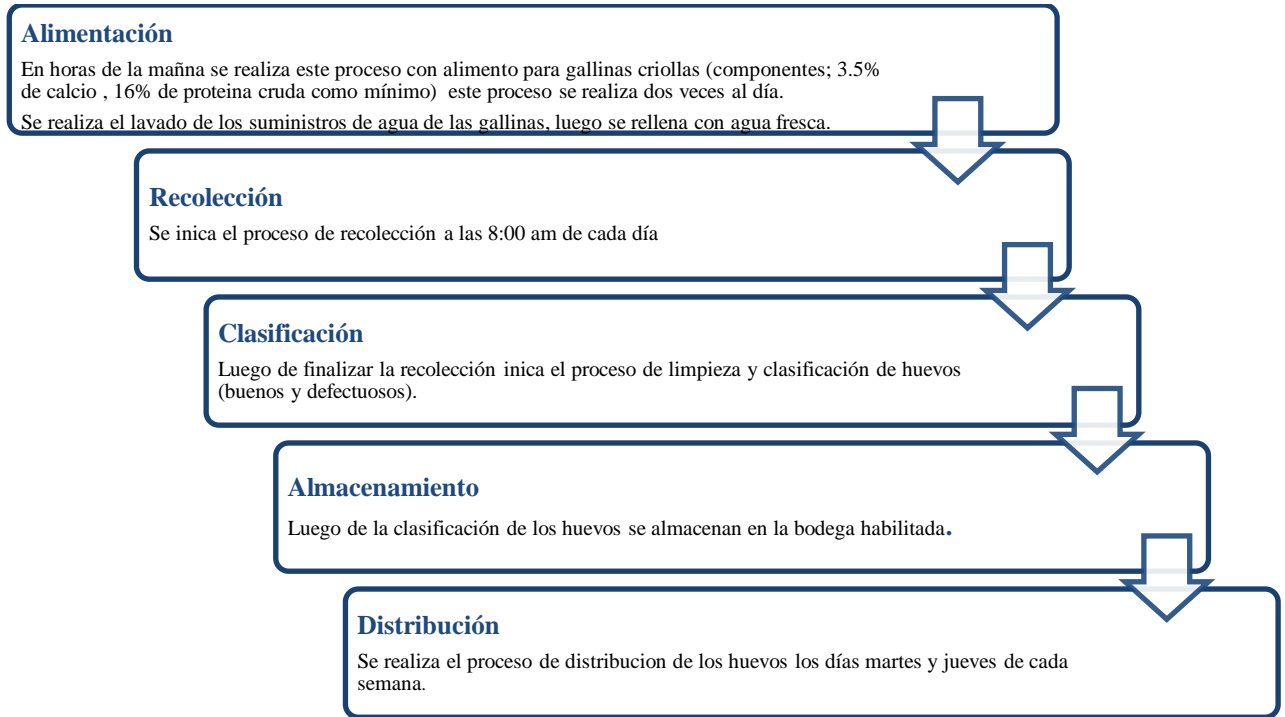 Alimentación
En horas de la mañna se realiza este proceso con alimento para gallinas criollas (componentes; 3.5%
de calcio , 16% de proteina cruda como mínimo)  este proceso se realiza dos veces al día.
Se realiza el lavado de los suministros de agua de las gallinas, luego se rellena con agua fresca.
Recolección
Se inica el proceso de recolección a las 8:00 am de cada día
Clasificación
Luego de finalizar la recolección inica el proceso de limpieza y clasificación de huevos
(buenos y defectuosos).
Almacenamiento
Luego de la clasificación de los huevos se almacenan en la bodega habilitada.
Distribución
Se realiza el proceso de distribucion de los huevos los días martes y jueves de cada
semana.